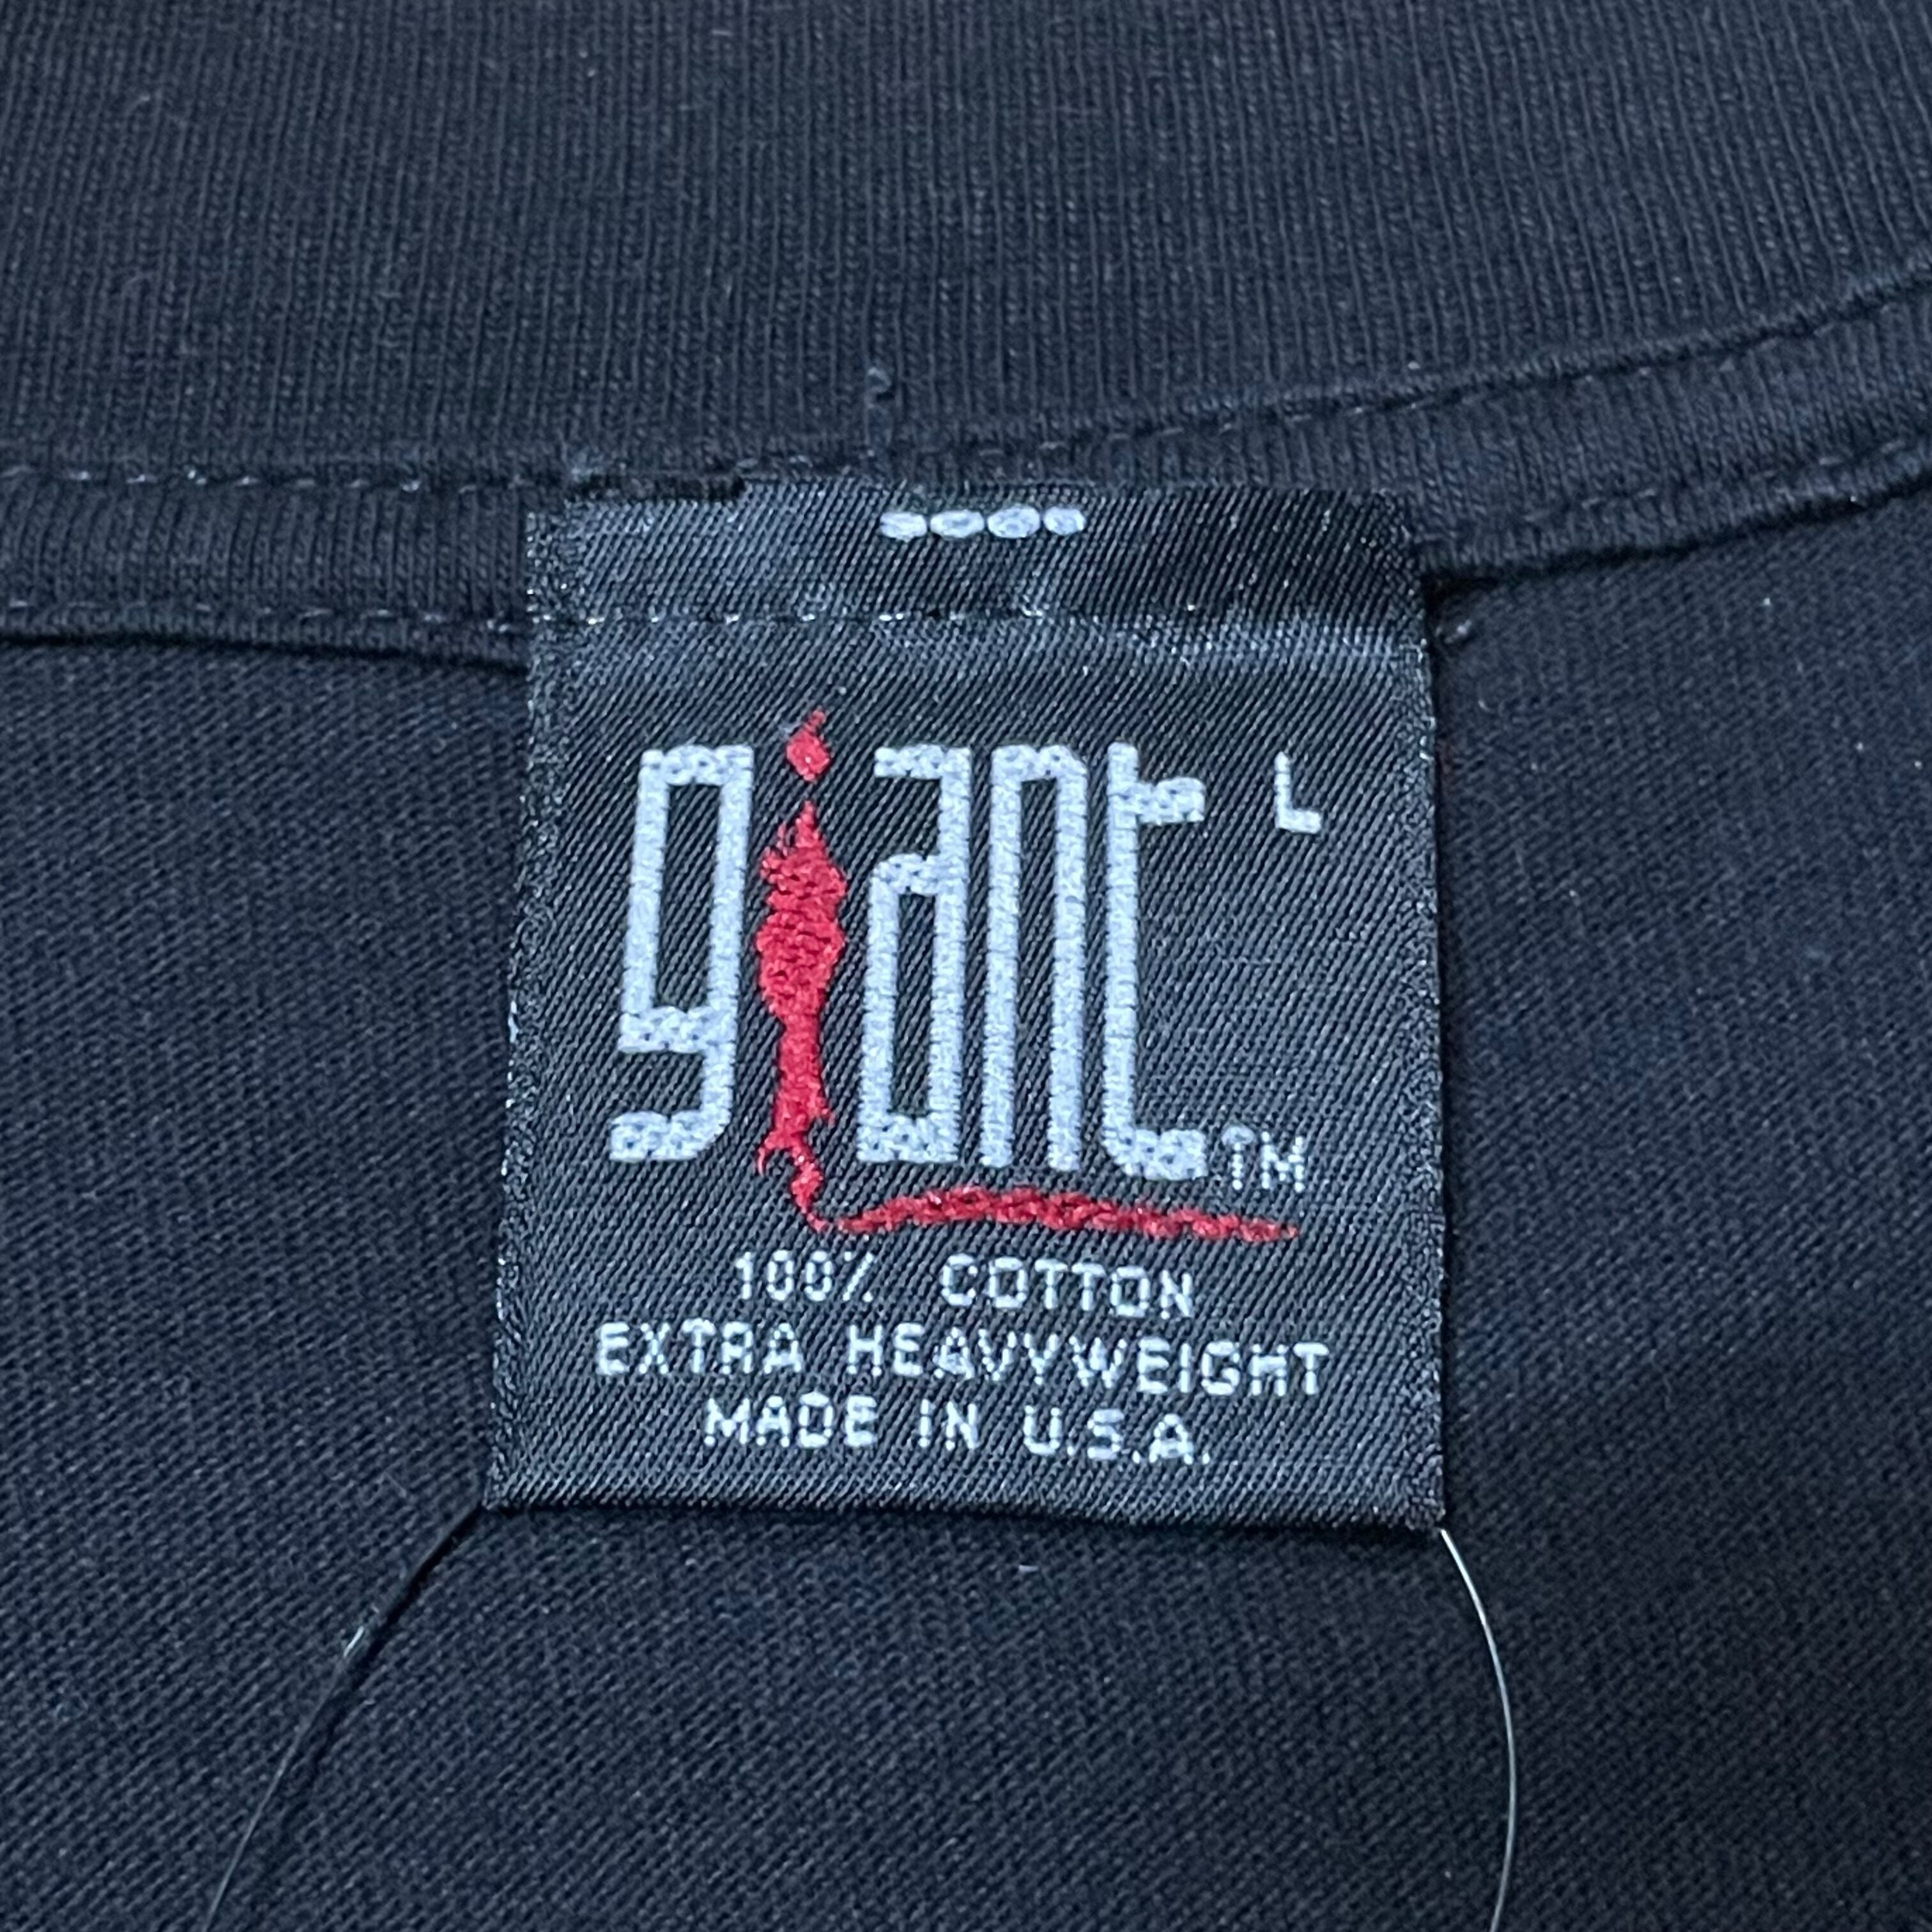 giant L
TM
100% COTTON
EXTRA HEAVYWEIGHT
MADE IN U.S.A.